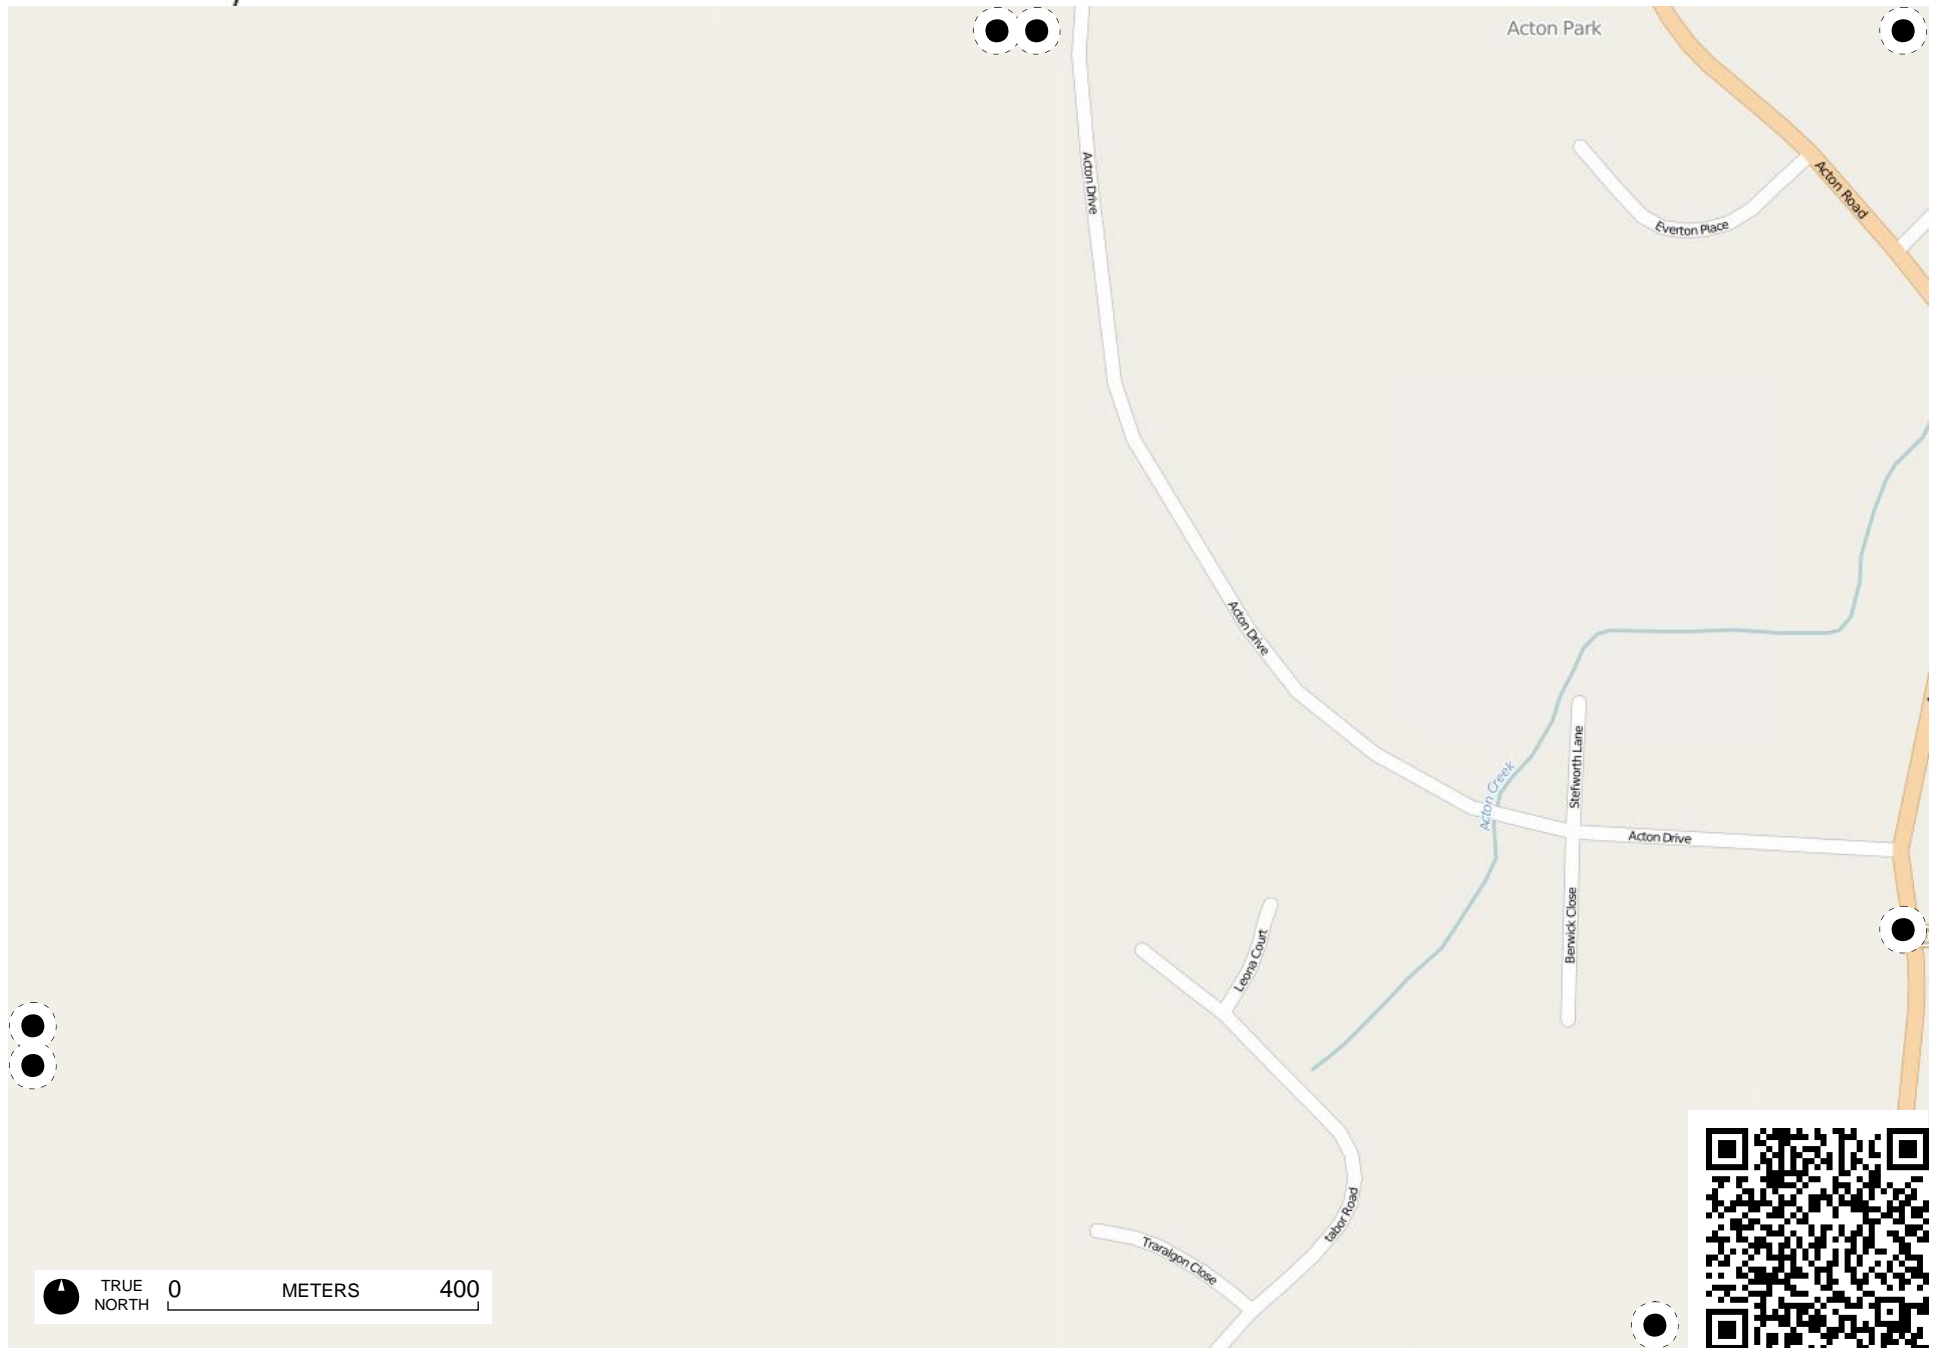 Acton Park
Acton Drive
Acton Road
Everton Place
Acton Drive
Acton Creek
Stefworth Lane
Acton Drive
Berwick Close
Leona Court
tabor Road
Traralgon Close
TRUE
NORTH
0 METERS 400